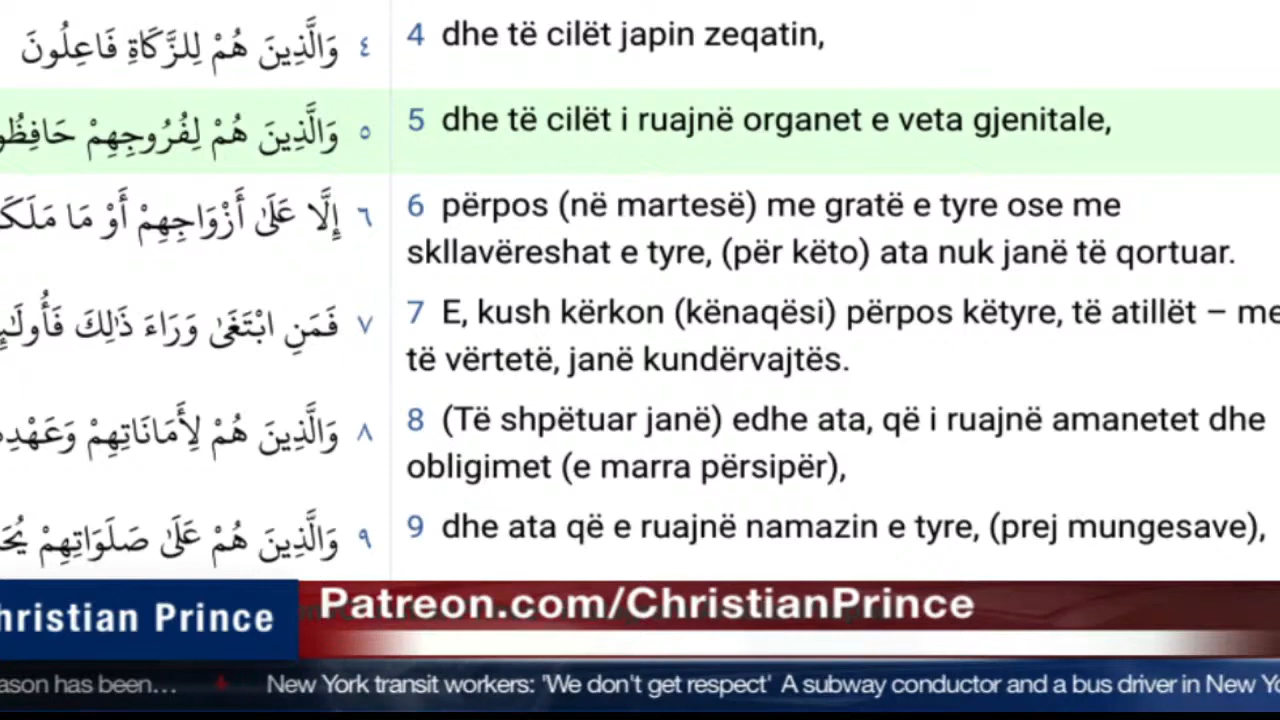 وَالَّذِينَ هُمْ لِلزَّكَاةِ فَاعِلُونَ ٤
4 dhe të cilët japin zeqatin,
وَالَّذِينَ هُمْ لِفُرُوجِهِمْ ٥
5 dhe të cilët i ruajnë organet e veta gjenitale,
إِلَّا عَلَىٰ أَزْوَاجِهِمْ أَوْ مَا ٦
6 përpos (në martesë) me gratë e tyre ose me
skllavëreshat e tyre, (për këto) ata nuk janë të qortuar.
فَمَنِ ابْتَغَىٰ وَرَاءَ ذَٰلِكَ ٧
7 E, kush kërkon (kënaqësi) përpos këtyre, të atillët – me
të vërtetë, janë kundërvajtës.
وَالَّذِينَ هُمْ لِأَمَانَاتِهِمْ ٨
8 (Të shpëtuar janë) edhe ata, që i ruajnë amanetet dhe
obligimet (e marra përsipër),
وَالَّذِينَ هُمْ عَلَىٰ صَلَوَاتِهِمْ ٩
9 dhe ata që e ruajnë namazin e tyre, (prej mungesave),
hristian Prince
Patreon.com/ChristianPrince
ason has been... New York transit workers: 'We don't get respect' A subway conductor and a bus driver in New Yo